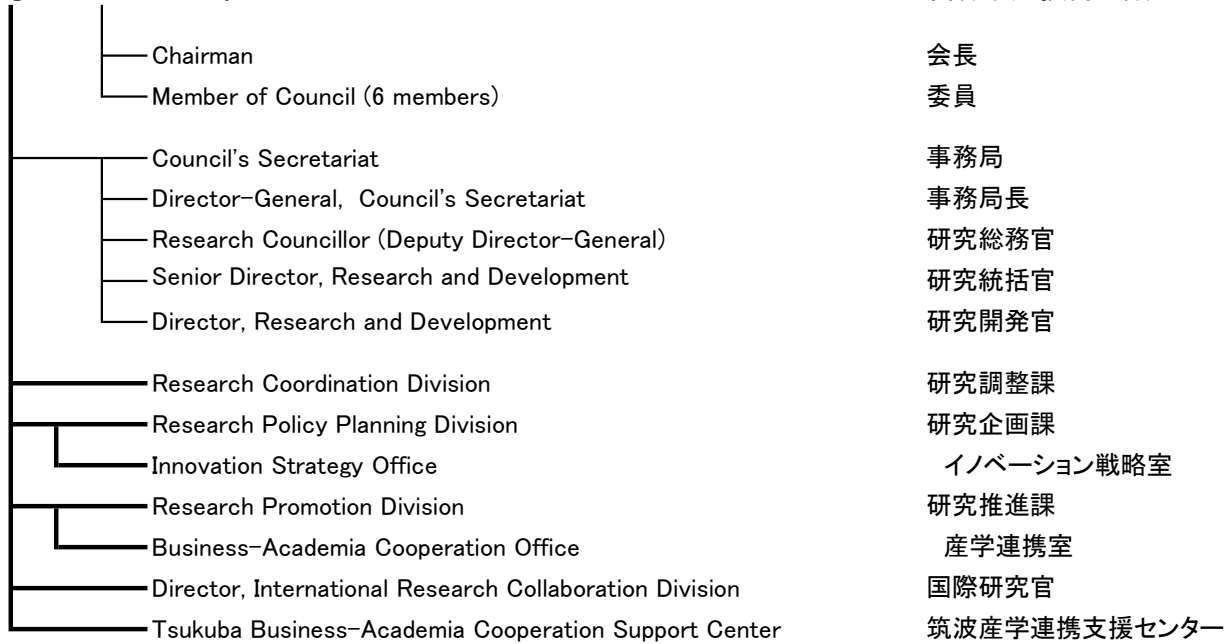 Chairman 会長
Member of Council (6 members) 委員
Council's Secretariat 事務局
Director-General, Council's Secretariat 事務局長
Research Councillor (Deputy Director-General) 研究総務官
Senior Director, Research and Development 研究統括官
Director, Research and Development 研究開発官
Research Coordination Division 研究調整課
Research Policy Planning Division 研究企画課
Innovation Strategy Office イノベーション戦略室
Research Promotion Division 研究推進課
Business-Academia Cooperation Office 産学連携室
Director, International Research Collaboration Division 国際研究官
Tsukuba Business-Academia Cooperation Support Center 筑波産学連携支援センター